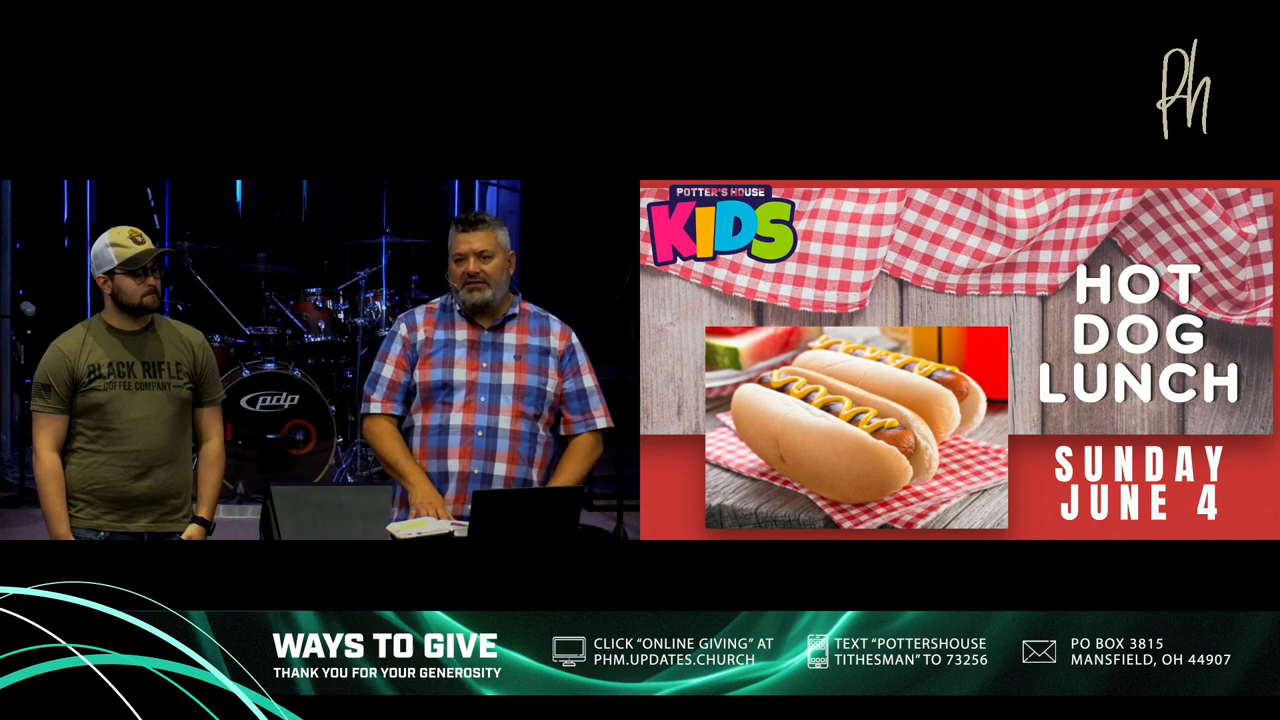 Ph
POTTER'S HOUSE
KIDS
HOT
DOG
LUNCH
SUNDAY
JUNE 4
BLACK RIFLE
COFFEE COMPANY
pdp
WAYS TO GIVE
THANK YOU FOR YOUR GENEROSITY
CLICK “ONLINE GIVING” AT
PHM.UPDATES.CHURCH
TEXT “POTTERSHOUSE
TITHESMAN” TO 73256
PO BOX 3815
MANSFIELD, OH 44907